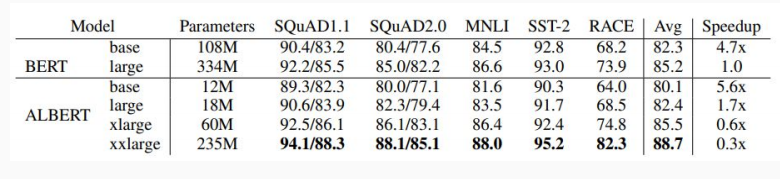 Model Parameters SQuAD1.1 SQuAD2.0 MNLI SST-2 RACE Avg Speedup
base 108M 90.4/83.2 80.4/77.6 84.5 92.8 68.2 82.3 4.7x
BERT large 334M 92.2/85.5 85.0/82.2 86.6 93.0 73.9 85.2 1.0
base 12M 89.3/82.3 80.0/77.1 81.6 90.3 64.0 80.1 5.6x
ALBERT large 18M 90.6/83.9 82.3/79.4 83.5 91.7 68.5 82.4 1.7x
xlarge 60M 92.5/86.1 86.1/83.1 86.4 92.4 74.8 85.5 0.6x
xxlarge 235M 94.1/88.3 88.1/85.1 88.0 95.2 82.3 88.7 0.3x